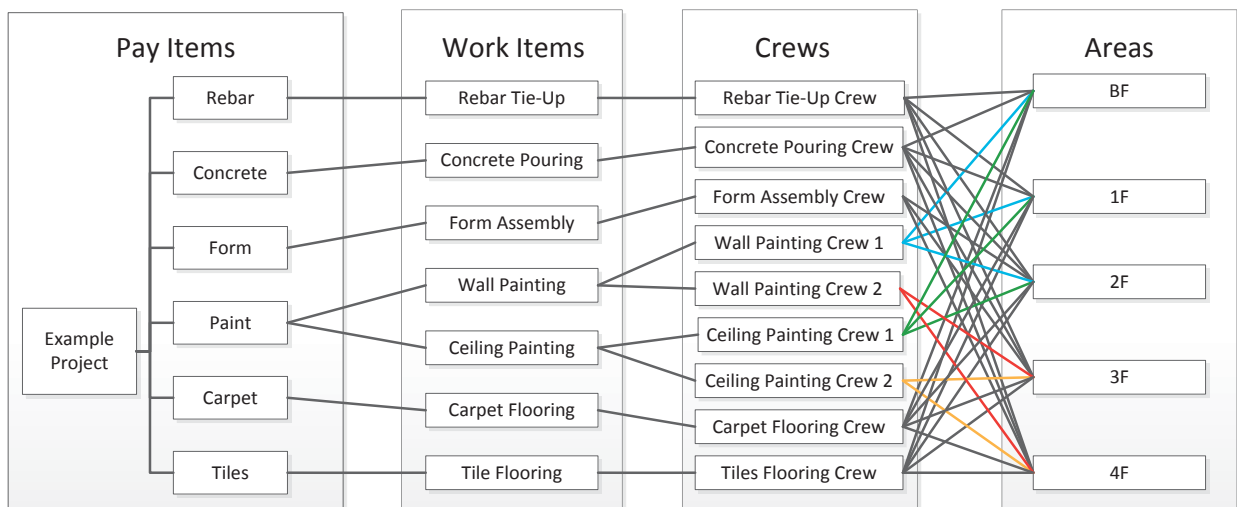 Pay Items
Work Items
Crews
Areas
Example
Project
Rebar
Concrete
Form
Paint
Carpet
Tiles
Rebar Tie-Up
Concrete Pouring
Form Assembly
Wall Painting
Ceiling Painting
Carpet Flooring
Tile Flooring
Rebar Tie-Up Crew
Concrete Pouring Crew
Form Assembly Crew
Wall Painting Crew 1
Wall Painting Crew 2
Ceiling Painting Crew 1
Ceiling Painting Crew 2
Carpet Flooring Crew
Tiles Flooring Crew
BF
1F
2F
3F
4F